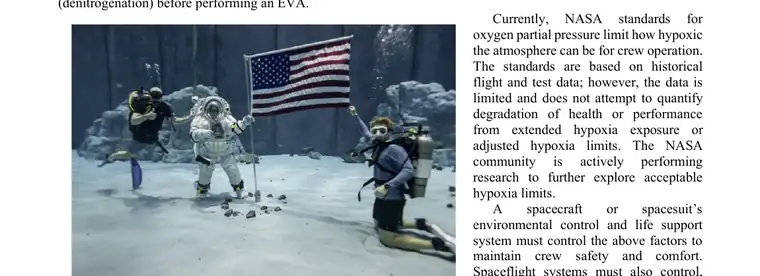 (denitrogenation) before performing an EVA.
Currently, NASA standards for
oxygen partial pressure limit how hypoxic
the atmosphere can be for crew operation.
The standards are based on historical
flight and test data; however, the data is
limited and does not attempt to quantify
degradation of health or performance
from extended hypoxia exposure or
adjusted hypoxia limits. The NASA
community is actively performing
research to further explore acceptable
hypoxia limits.
A spacecraft or spacesuit’s
environmental control and life support
system must control the above factors to
maintain crew safety and comfort.
Spaceflight systems must also control,